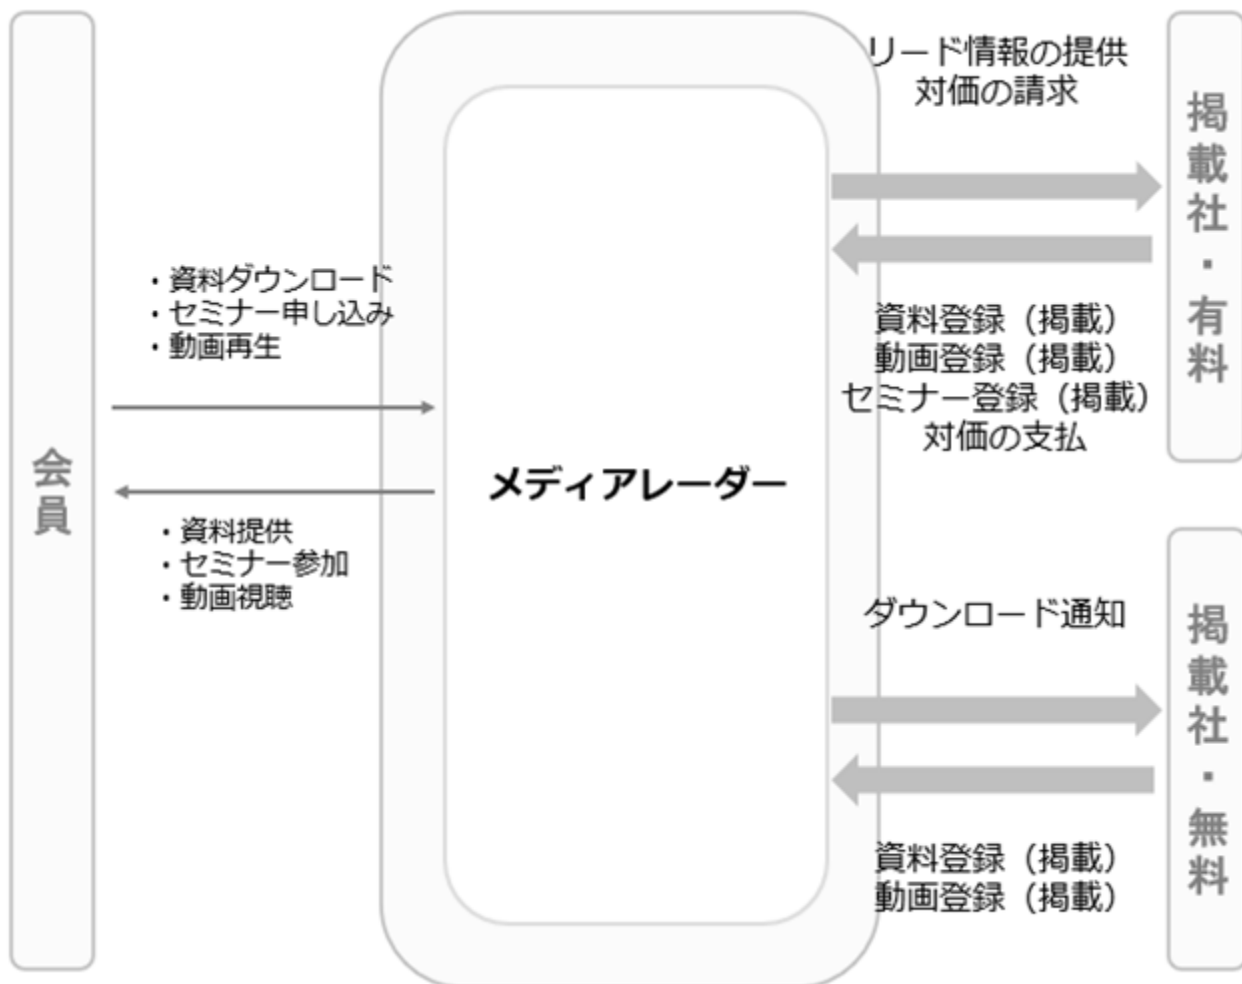 リード情報の提供
対価の請求
掲載社・有料
・資料ダウンロード
・セミナー申し込み
・動画再生
資料登録（掲載）
動画登録（掲載）
セミナー登録（掲載）
対価の支払
会員
メディアレーダー
・資料提供
・セミナー参加
・動画視聴
ダウンロード通知
掲載社・無料
資料登録（掲載）
動画登録（掲載）